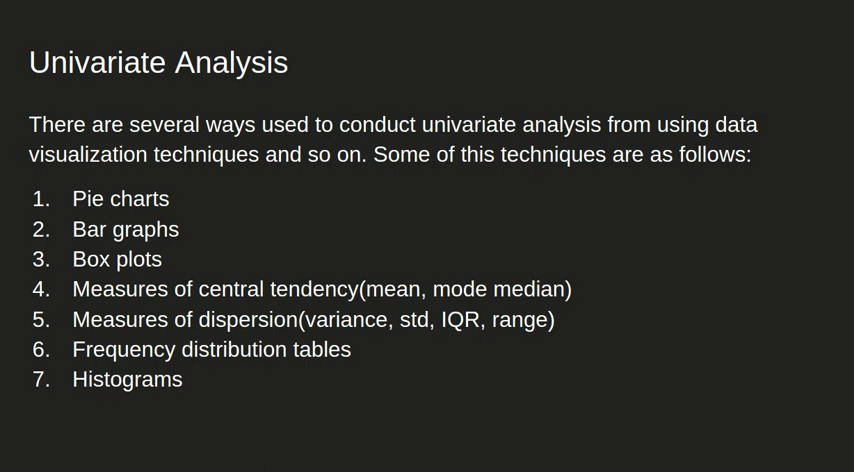 Univariate Analysis
There are several ways used to conduct univariate analysis from using data
visualization techniques and so on. Some of this techniques are as follows:
1. Pie charts
2. Bar graphs
3. Box plots
4. Measures of central tendency(mean, mode median)
5. Measures of dispersion(variance, std, IQR, range)
6. Frequency distribution tables
7. Histograms